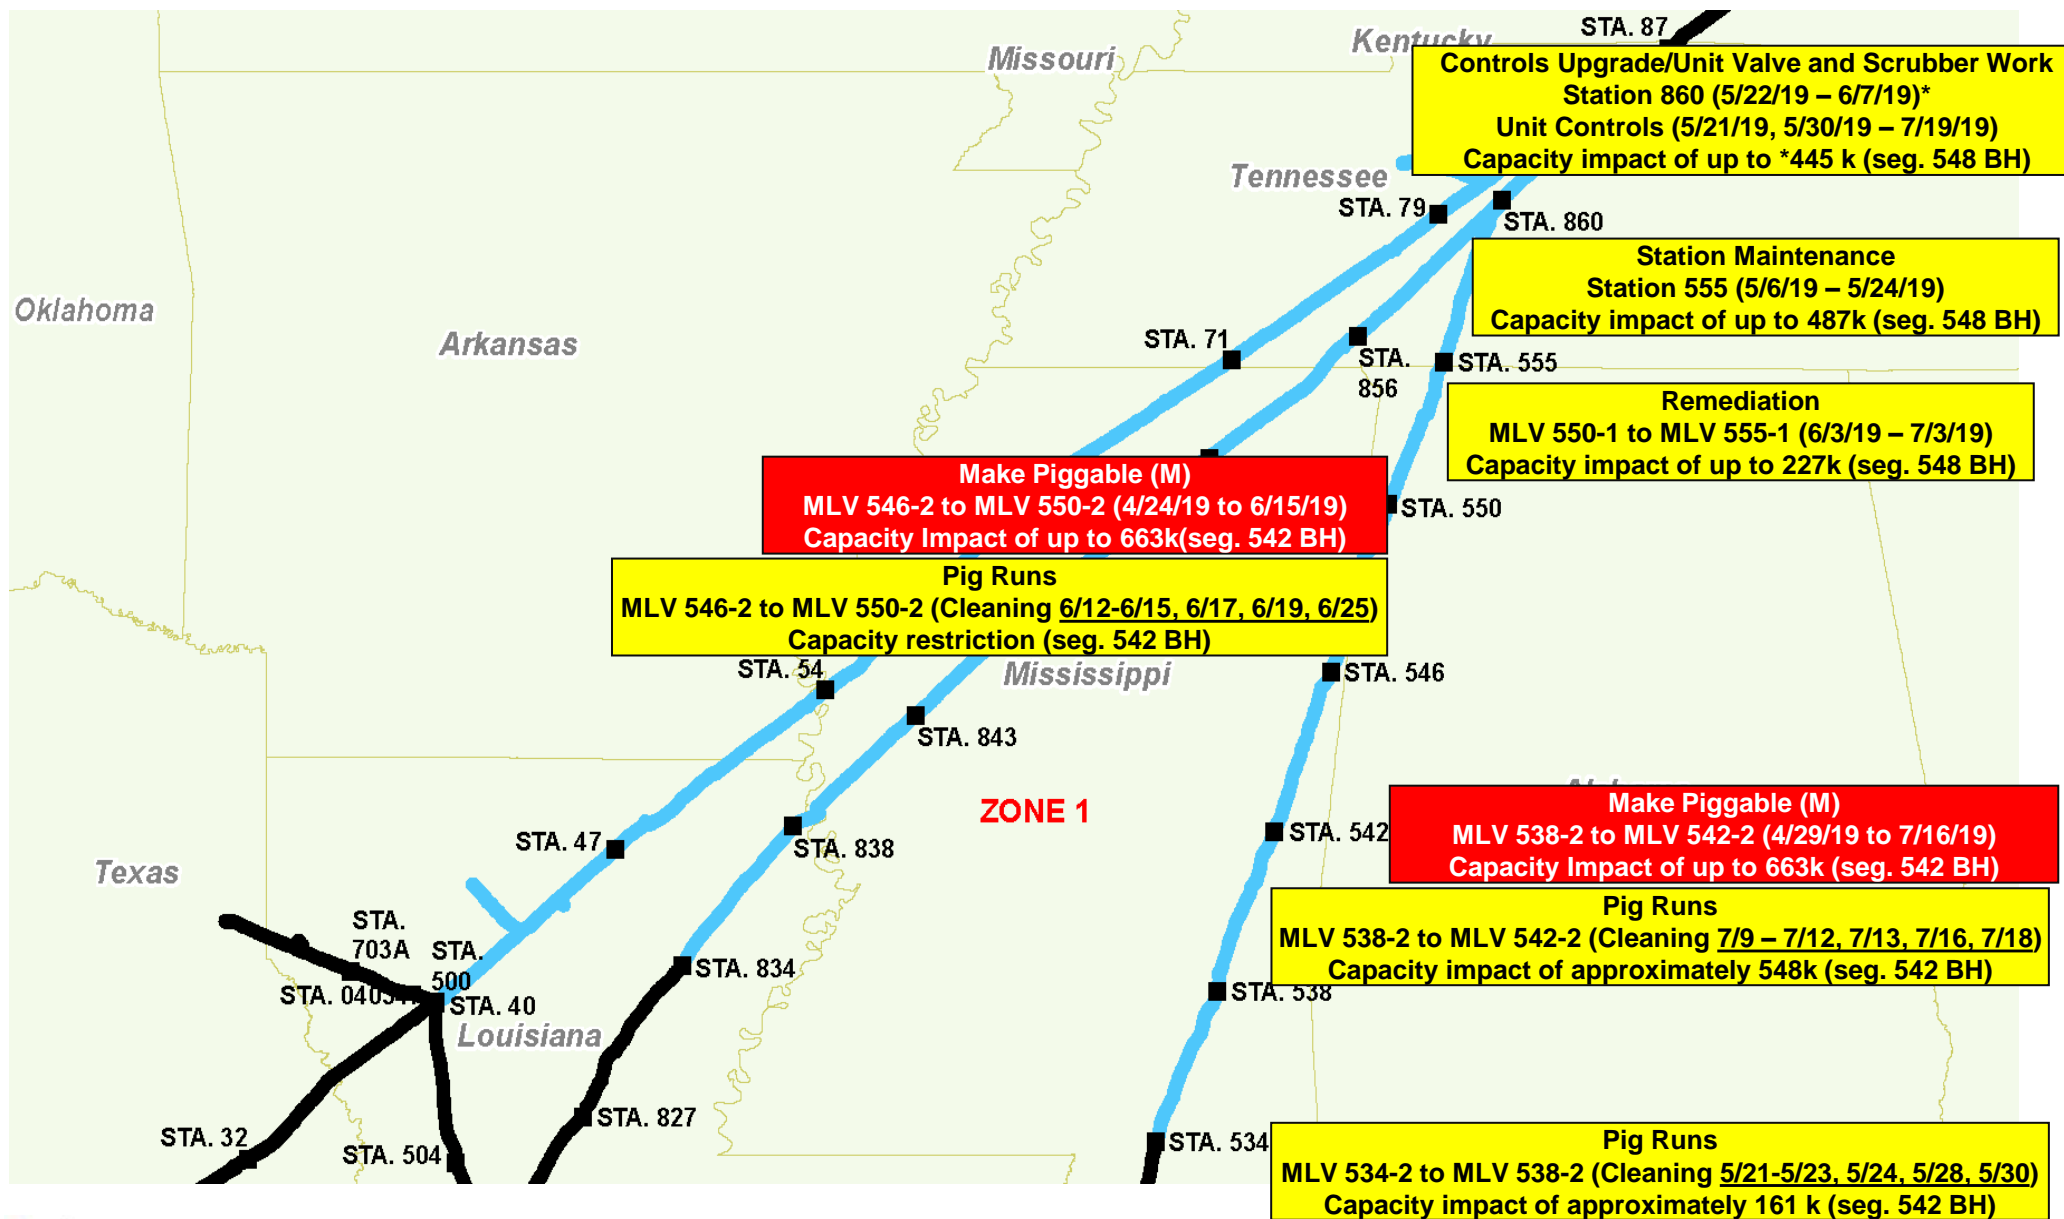 STA. 87
Kentucky
Missouri
Controls Upgrade/Unit Valve and Scrubber Work
Station 860 (5/22/19 – 6/7/19)*
Unit Controls (5/21/19, 5/30/19 – 7/19/19)
Capacity impact of up to *445 k (seg. 548 BH)
Tennessee
STA. 79
STA. 860
Station Maintenance
Station 555 (5/6/19 – 5/24/19)
Capacity impact of up to 487k (seg. 548 BH)
Oklahoma
Arkansas
STA. 71
STA.
856
STA. 555
Remediation
MLV 550-1 to MLV 555-1 (6/3/19 – 7/3/19)
Capacity impact of up to 227k (seg. 548 BH)
Make Piggable (M)
MLV 546-2 to MLV 550-2 (4/24/19 to 6/15/19)
Capacity Impact of up to 663k(seg. 542 BH)
STA. 550
Pig Runs
MLV 546-2 to MLV 550-2 (Cleaning 6/12-6/15, 6/17, 6/19, 6/25)
Capacity restriction (seg. 542 BH)
STA. 54
Mississippi
STA. 546
STA. 843
ZONE 1
STA. 47
STA. 838
STA. 542
Make Piggable (M)
MLV 538-2 to MLV 542-2 (4/29/19 to 7/16/19)
Capacity Impact of up to 663k (seg. 542 BH)
Texas
Pig Runs
MLV 538-2 to MLV 542-2 (Cleaning 7/9 – 7/12, 7/13, 7/16, 7/18)
Capacity impact of approximately 548k (seg. 542 BH)
STA.
703A
STA.
500
STA. 834
STA. 538
STA. 40
Louisiana
STA. 827
STA. 32
STA. 504
STA. 534
Pig Runs
MLV 534-2 to MLV 538-2 (Cleaning 5/21-5/23, 5/24, 5/28, 5/30)
Capacity impact of approximately 161 k (seg. 542 BH)